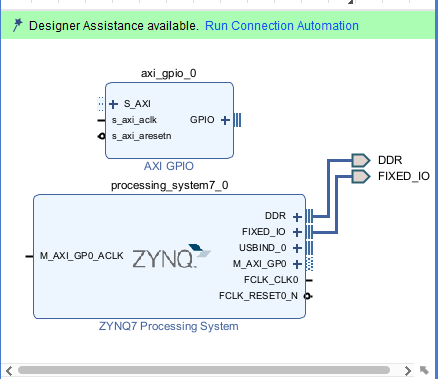 Designer Assistance available. Run Connection Automation
axi_gpio_0
S_AXI
s_axi_aclk
s_axi_aresetn
GPIO
AXI GPIO
processing_system7_0
DDR
FIXED_IO
USBIND_0
M_AXI_GP0
FCLK_CLK0
FCLK_RESET0_N
M_AXI_GP0_ACLK
ZYNQ
ZYNQ7 Processing System
DDR
FIXED_IO